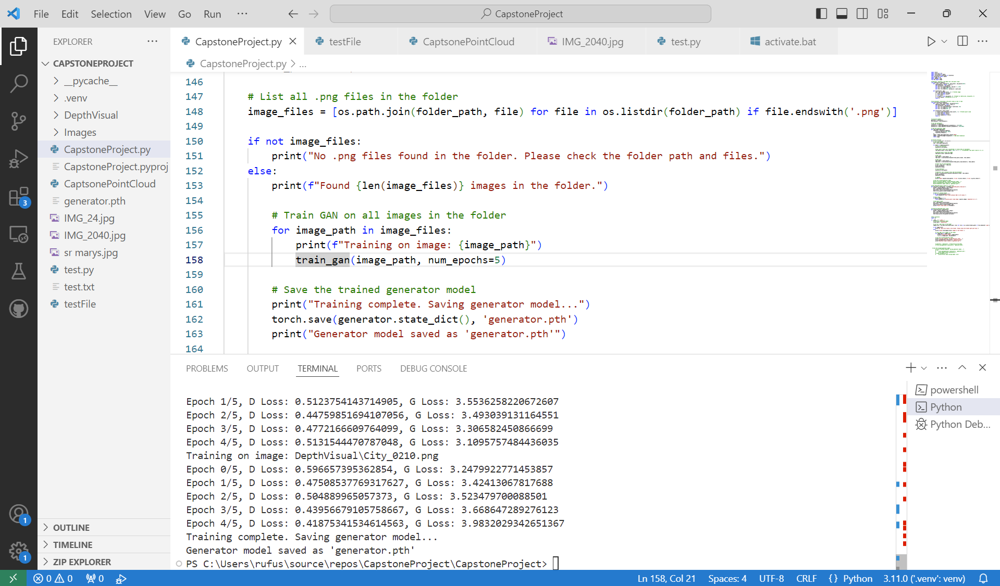 File Edit Selection View Go Run ··· CapstoneProject
EXPLORER ···
CAPSTONEPROJECT
__pycache__
.venv
DepthVisual
Images
CapstoneProject.py
CapstoneProject.pyproj
CaptsonePointCloud
generator.pth
IMG_24.jpg
IMG_2040.jpg
sr marys.jpg
test.py
test.txt
testFile
OUTLINE
TIMELINE
ZIP EXPLORER
3
1
1
CapstoneProject.py testFile CaptsonePointCloud IMG_2040.jpg test.py activate.bat
CapstoneProject.py > ...
146
147 # List all .png files in the folder
148 image_files = [os.path.join(folder_path, file) for file in os.listdir(folder_path) if file.endswith('.png')]
149
150 if not image_files:
151 print("No .png files found in the folder. Please check the folder path and files.")
152 else:
153 print(f"Found {len(image_files)} images in the folder.")
154
155 # Train GAN on all images in the folder
156 for image_path in image_files:
157 print(f"Training on image: {image_path}")
158 train_gan(image_path, num_epochs=5)
159
160 # Save the trained generator model
161 print("Training complete. Saving generator model...")
162 torch.save(generator.state_dict(), 'generator.pth')
163 print("Generator model saved as 'generator.pth'")
164
PROBLEMS OUTPUT TERMINAL PORTS DEBUG CONSOLE
Epoch 1/5, D Loss: 0.5123754143714905, G Loss: 3.5536258220672607
Epoch 2/5, D Loss: 0.44759851694107056, G Loss: 3.493039131164551
Epoch 3/5, D Loss: 0.4772166609764099, G Loss: 3.306582450866699
Epoch 4/5, D Loss: 0.5131544470787048, G Loss: 3.1095757484436035
Training on image: DepthVisual\City_0210.png
Epoch 0/5, D Loss: 0.596657395362854, G Loss: 3.2479922771453857
Epoch 1/5, D Loss: 0.47508537769317627, G Loss: 3.42413067817688
Epoch 2/5, D Loss: 0.504889965057373, G Loss: 3.523479700088501
Epoch 3/5, D Loss: 0.43956679105758667, G Loss: 3.668647289276123
Epoch 4/5, D Loss: 0.41875341534614563, G Loss: 3.9832029342651367
Training complete. Saving generator model...
Generator model saved as 'generator.pth'
PS C:\Users\rufus\source\repos\CapstoneProject\CapstoneProject>
powershell
Python
Python Deb...
0 0 0 Ln 158, Col 21 Spaces: 4 UTF-8 CRLF {} Python 3.11.0 ('.venv': venv)